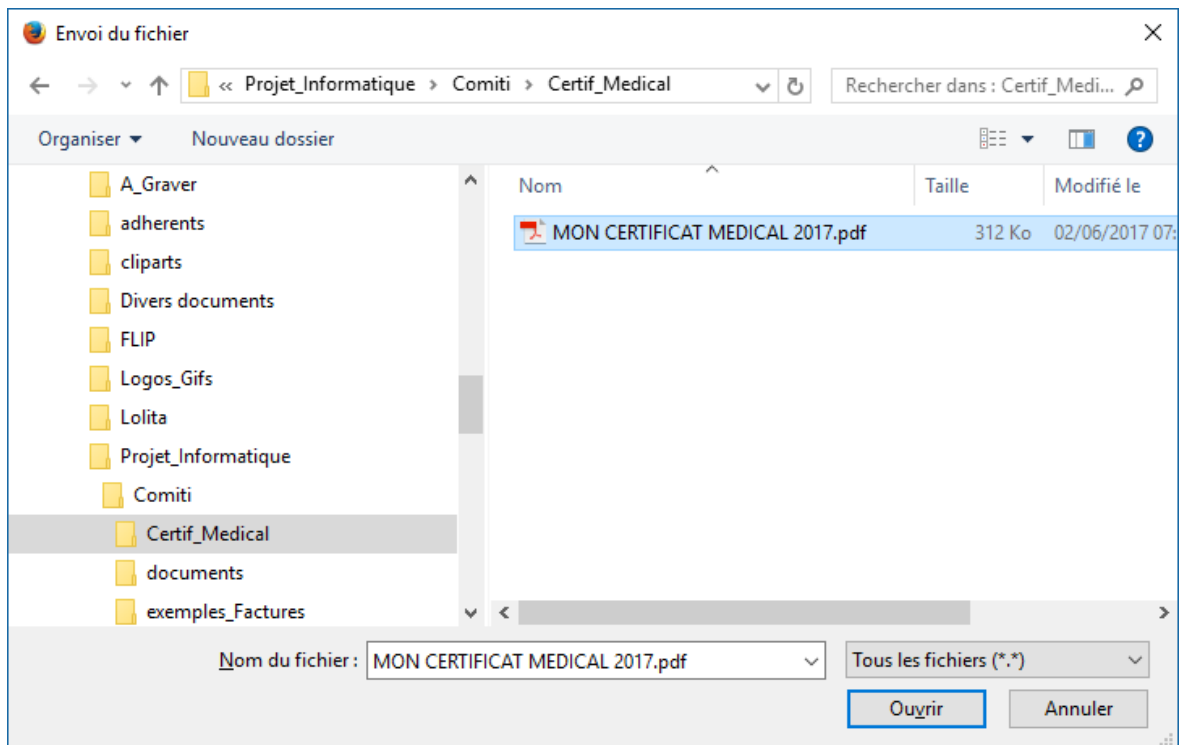 Envoi du fichier
« Projet_Informatique > Comiti > Certif_Medical
Rechercher dans : Certif_Medi...
Organiser Nouveau dossier
?
Nom Taille Modifié le
MON CERTIFICAT MEDICAL 2017.pdf 312 Ko 02/06/2017 07:
A_Graver
adherents
cliparts
Divers documents
FLIP
Logos_Gifs
Lolita
Projet_Informatique
Comiti
Certif_Medical
documents
exemples_Factures
Nom du fichier : MON CERTIFICAT MEDICAL 2017.pdf
Tous les fichiers (*.*)
Ouvrir Annuler